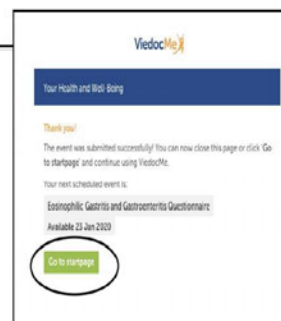 ViedocMe
Your Health and Well-Being
Thank you!
The event was submitted successfully! You can now close this page or click 'Go
to startpage' and continue using ViedocMe.
Your next scheduled event is:
Eosinophilic Gastritis and Gastroenteritis Questionnaire
Available 23 Jan 2020
Go to startpage